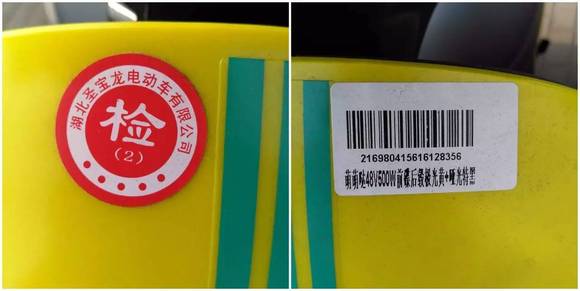 湖北圣宝龙电动车有限公司
检
(2)
216980415616128356
萌萌哒48V500W前碟后毂极光黄+哑光特黑